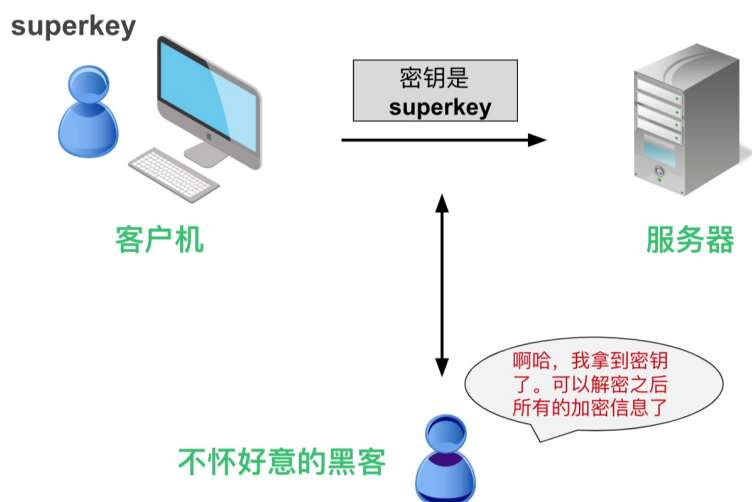 superkey
密钥是
superkey
客户机
服务器
啊哈，我拿到密钥
了。可以解密之后
所有的加密信息了
不怀好意的黑客